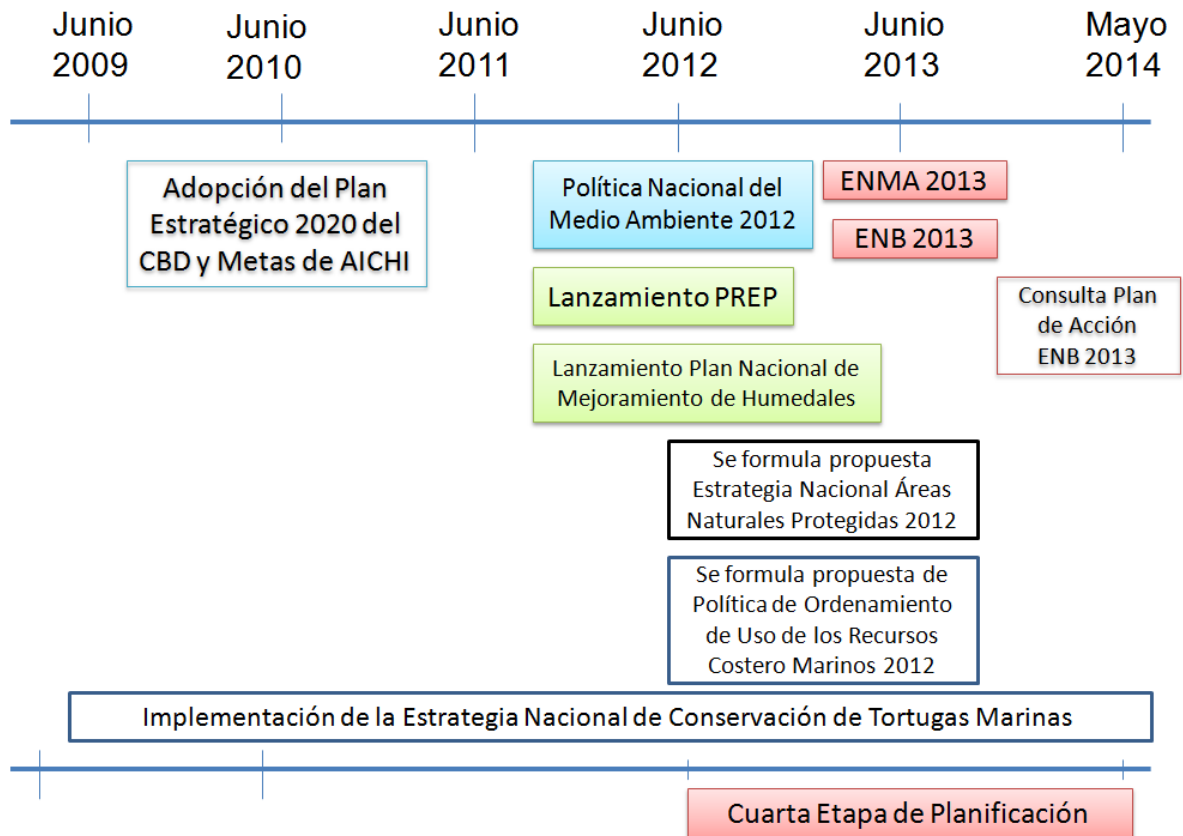 Junio
2009
Junio
2010
Junio
2011
Junio
2012
Junio
2013
Mayo
2014
Adopción del Plan
Estratégico 2020 del
CBD y Metas de AICHI
Política Nacional del
Medio Ambiente 2012
ENMA 2013
ENB 2013
Lanzamiento PREP
Consulta Plan
de Acción
ENB 2013
Lanzamiento Plan Nacional de
Mejoramiento de Humedales
Se formula propuesta
Estrategia Nacional Áreas
Naturales Protegidas 2012
Se formula propuesta de
Política de Ordenamiento
de Uso de los Recursos
Costero Marinos 2012
Implementación de la Estrategia Nacional de Conservación de Tortugas Marinas
Cuarta Etapa de Planificación